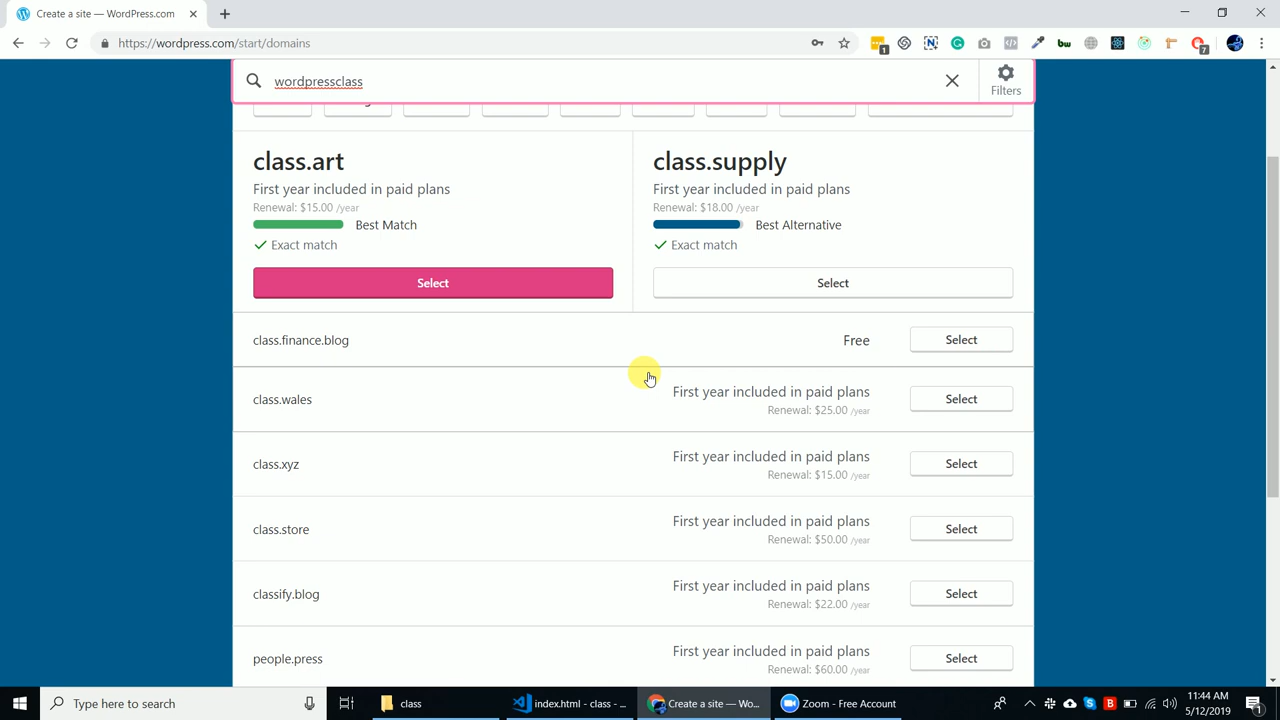 Create a site — WordPress.com
https://wordpress.com/start/domains
1
7
wordpressclass
Filters
class.art
First year included in paid plans
Renewal: $15.00 /year
Best Match
Exact match
Select
class.supply
First year included in paid plans
Renewal: $18.00 /year
Best Alternative
Exact match
Select
class.finance.blog
Free
Select
class.wales
First year included in paid plans
Renewal: $25.00 /year
Select
class.xyz
First year included in paid plans
Renewal: $15.00 /year
Select
class.store
First year included in paid plans
Renewal: $50.00 /year
Select
classify.blog
First year included in paid plans
Renewal: $22.00 /year
Select
people.press
First year included in paid plans
Renewal: $60.00 /year
Select
Type here to search
class
index.html - class - ...
Create a site — Wo...
Zoom - Free Account
11:44 AM
5/12/2019
1